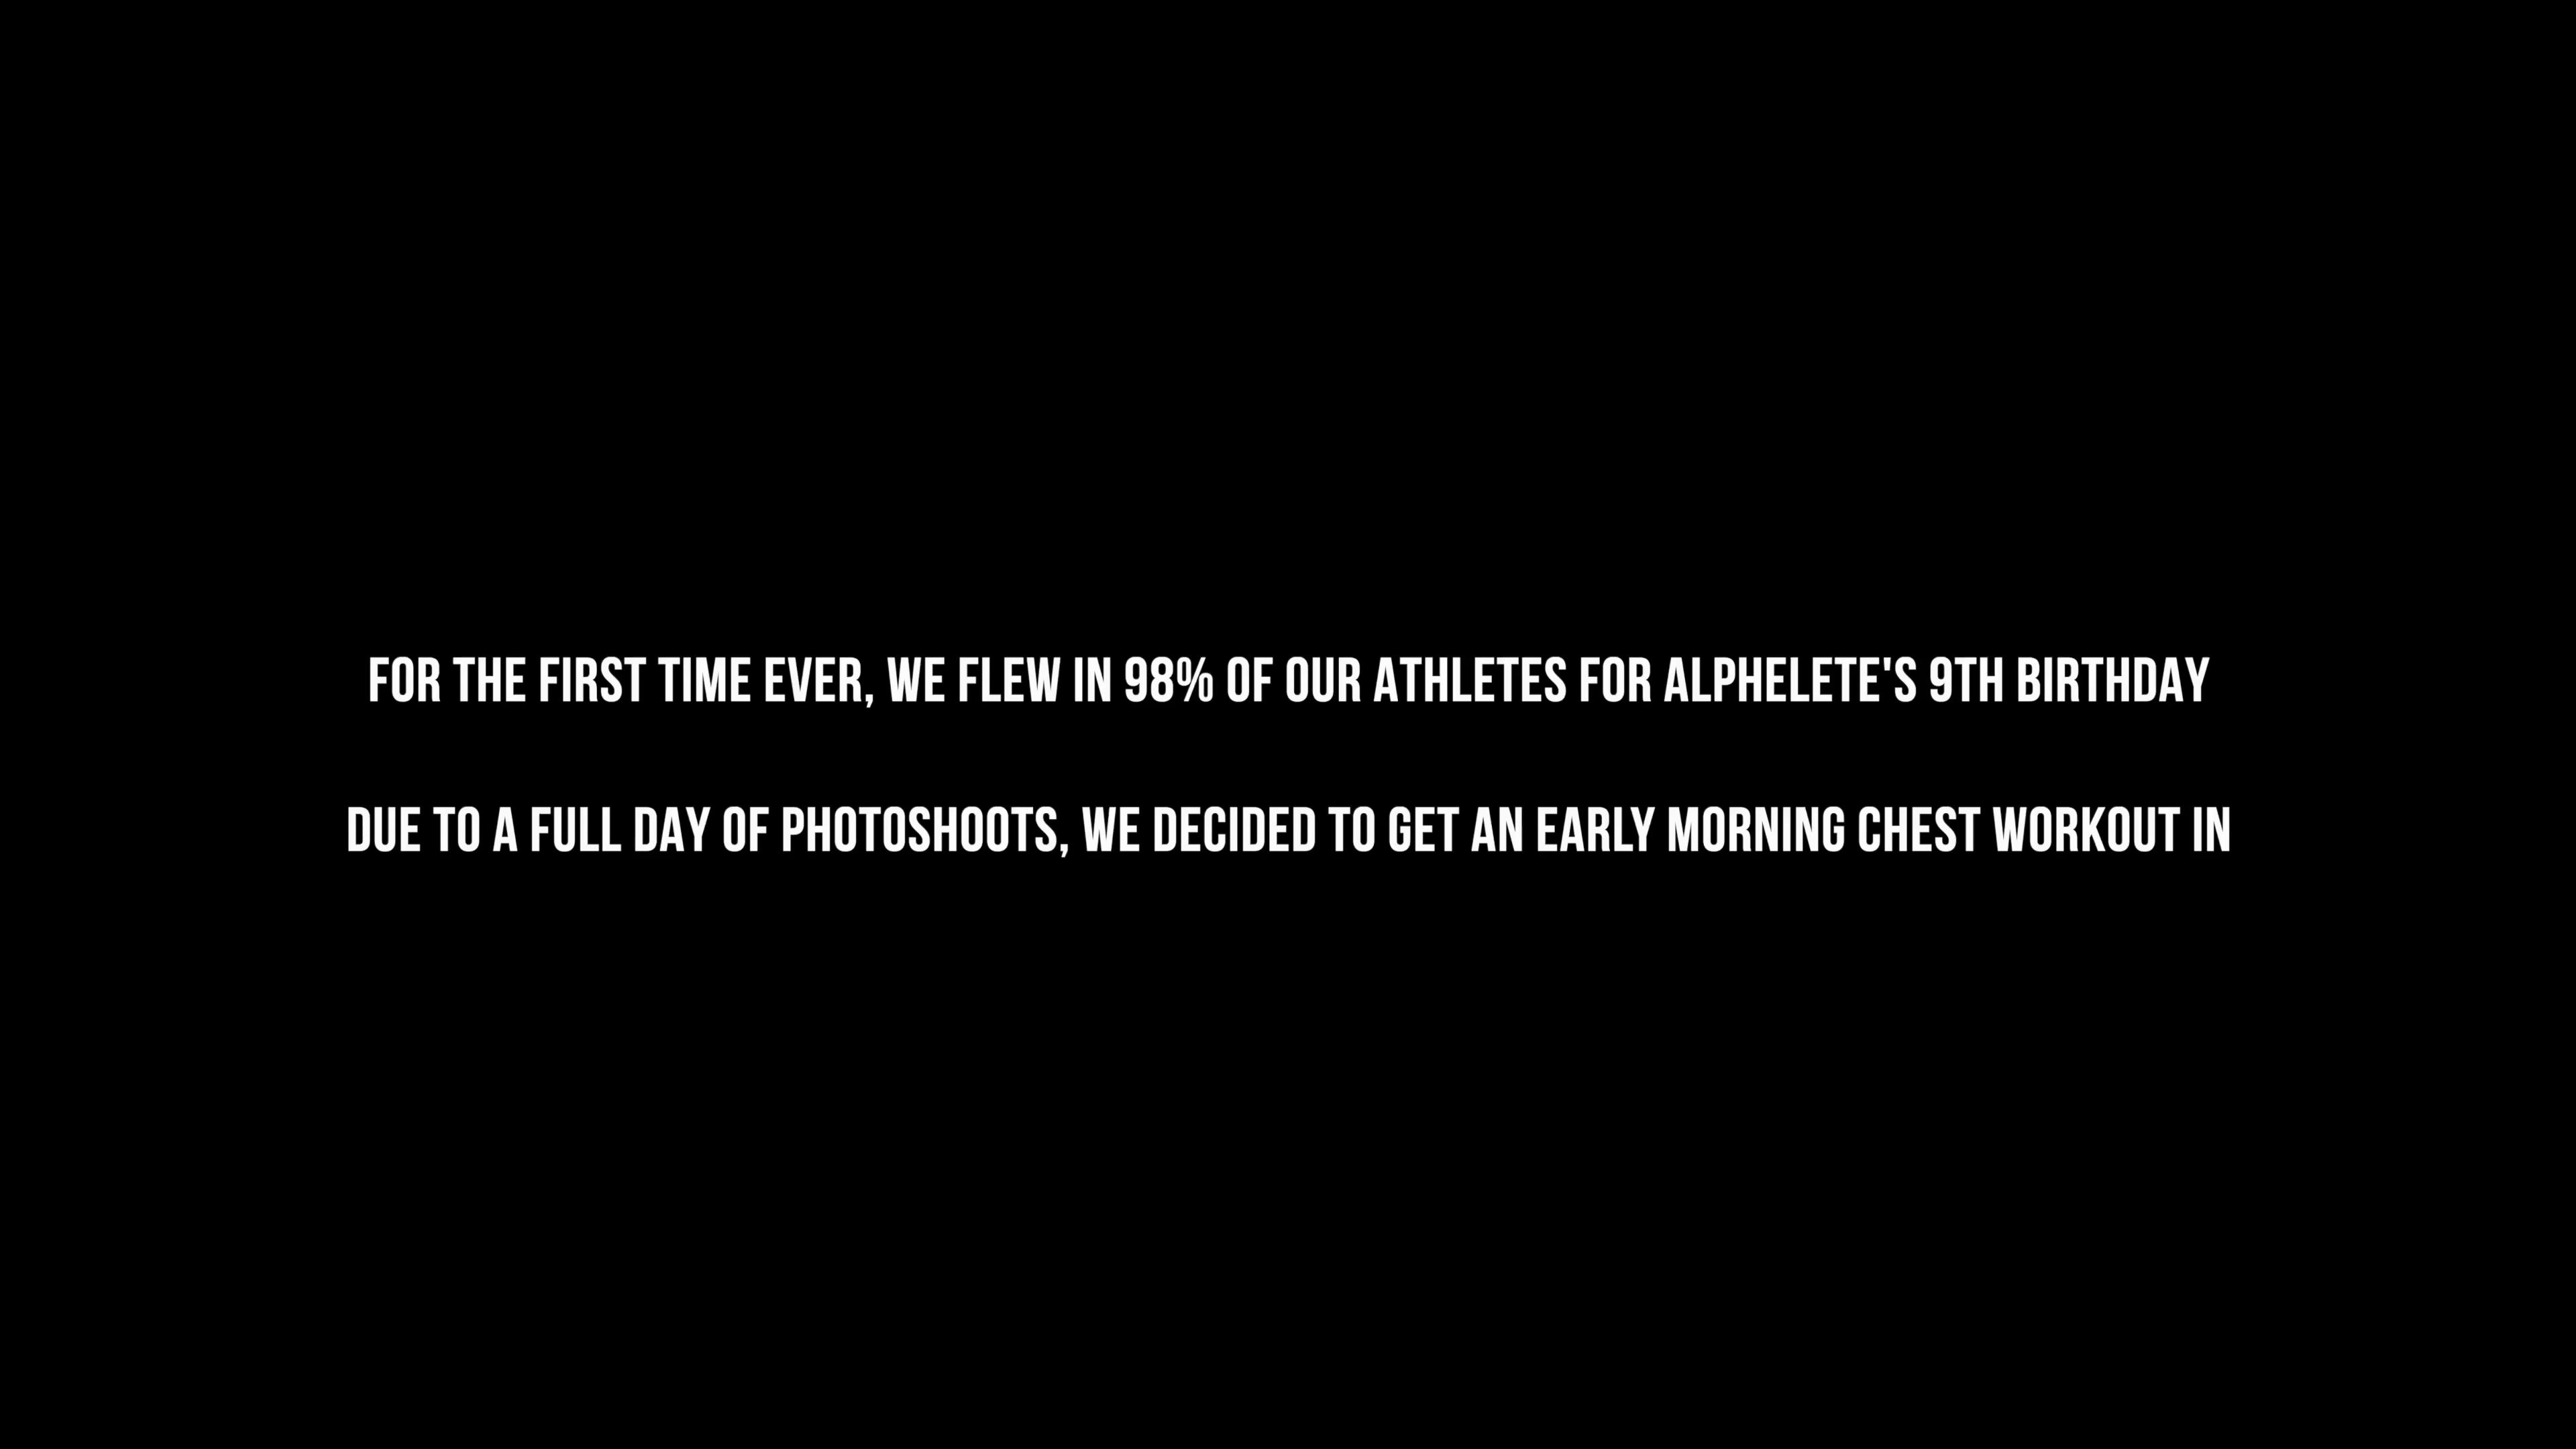 FOR THE FIRST TIME EVER, WE FLEW IN 98% OF OUR ATHLETES FOR ALPHELETE'S 9TH BIRTHDAY
DUE TO A FULL DAY OF PHOTOSHOOTS, WE DECIDED TO GET AN EARLY MORNING CHEST WORKOUT IN